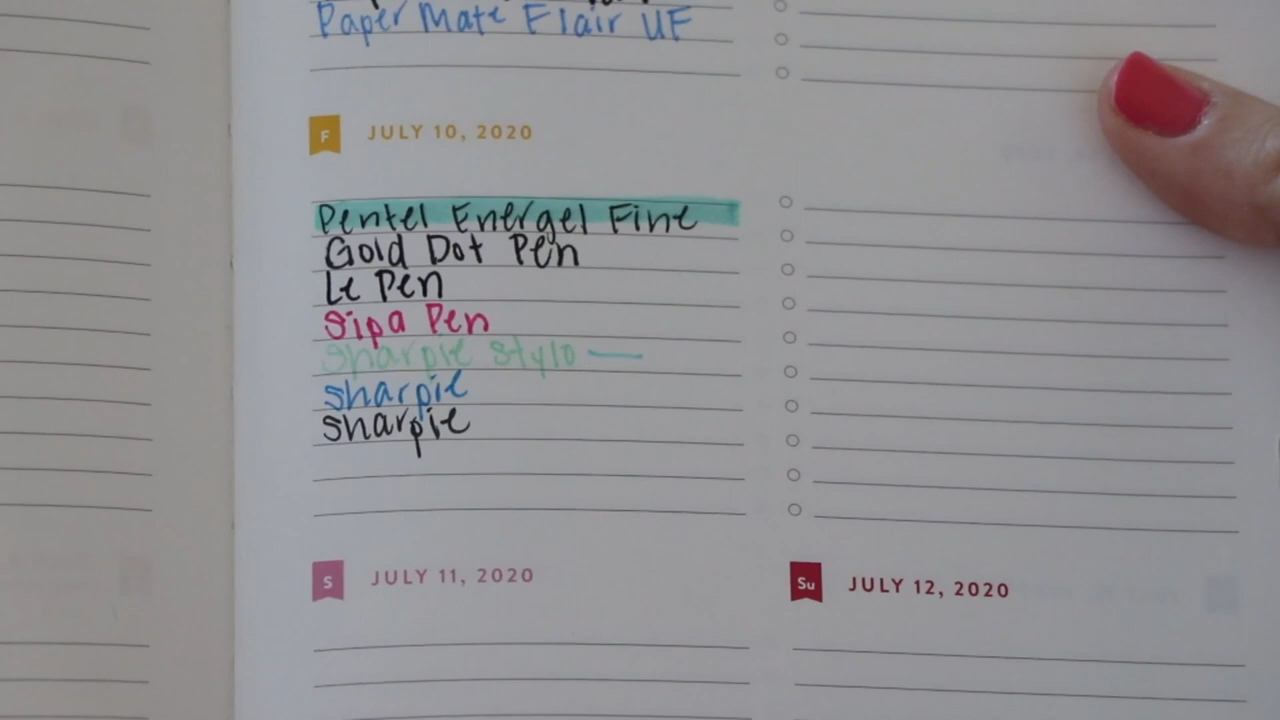 Paper Mate Flair UF
F JULY 10, 2020
Pentel Energel Fine
Gold Dot Pen
Le Pen
Sipa Pen
Sharpie Stylo —
Sharpie
Sharpie
S JULY 11, 2020
Su JULY 12, 2020